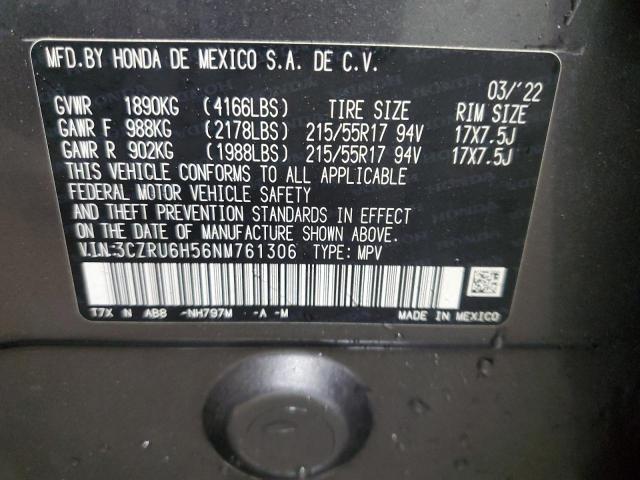 MFD.BY HONDA DE MEXICO S.A. DE C.V.
03/'22
GVWR 1890KG (4166LBS) TIRE SIZE RIM SIZE
GAWR F 988KG (2178LBS) 215/55R17 94V 17X7.5J
GAWR R 902KG (1988LBS) 215/55R17 94V 17X7.5J
THIS VEHICLE CONFORMS TO ALL APPLICABLE
FEDERAL MOTOR VEHICLE SAFETY
AND THEFT PREVENTION STANDARDS IN EFFECT
ON THE DATE OF MANUFACTURE SHOWN ABOVE.
V.I.N:3CZRU6H56NM761306 TYPE: MPV
T7X N AB8 -NH797M -A -M MADE IN MEXICO